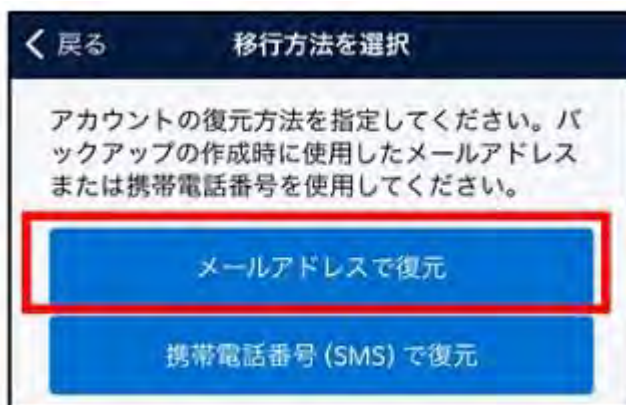 戻る 移行方法を選択
アカウントの復元方法を指定してください。バ
ックアップの作成時に使用したメールアドレス
または携帯電話番号を使用してください。
メールアドレスで復元
携帯電話番号 (SMS) で復元